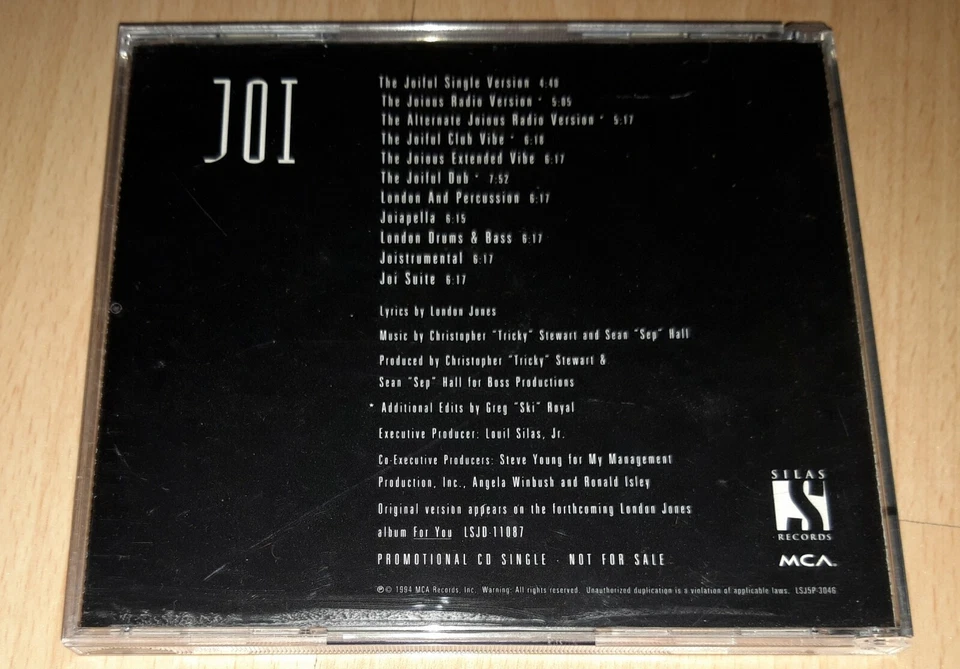 JOI
The Joiful Single Version 4:40
The Joious Radio Version * 5:05
The Alternate Joious Radio Version * 5:17
The Joiful Club Vibe * 6:18
The Joious Extended Vibe 6:17
The Joiful Dub * 7:52
London And Percussion 6:17
Joiapella 6:15
London Drums & Bass 6:17
Joistrumental 6:17
Joi Suite 6:17
Lyrics by London Jones
Music by Christopher "Tricky" Stewart and Sean "Sep" Hall
Produced by Christopher "Tricky" Stewart &
Sean "Sep" Hall for Boss Productions
* Additional Edits by Greg "Ski" Royal
Executive Producer: Louil Silas, Jr.
Co-Executive Producers: Steve Young for My Management
Production, Inc., Angela Winbush and Ronald Isley
Original version appears on the forthcoming London Jones
album For You LSJD-11087
PROMOTIONAL CD SINGLE · NOT FOR SALE
℗© 1994 MCA Records, Inc. Warning: All rights reserved. Unauthorized duplication is a violation of applicable laws. LSJ5P-3046
SILAS
RECORDS
MCA